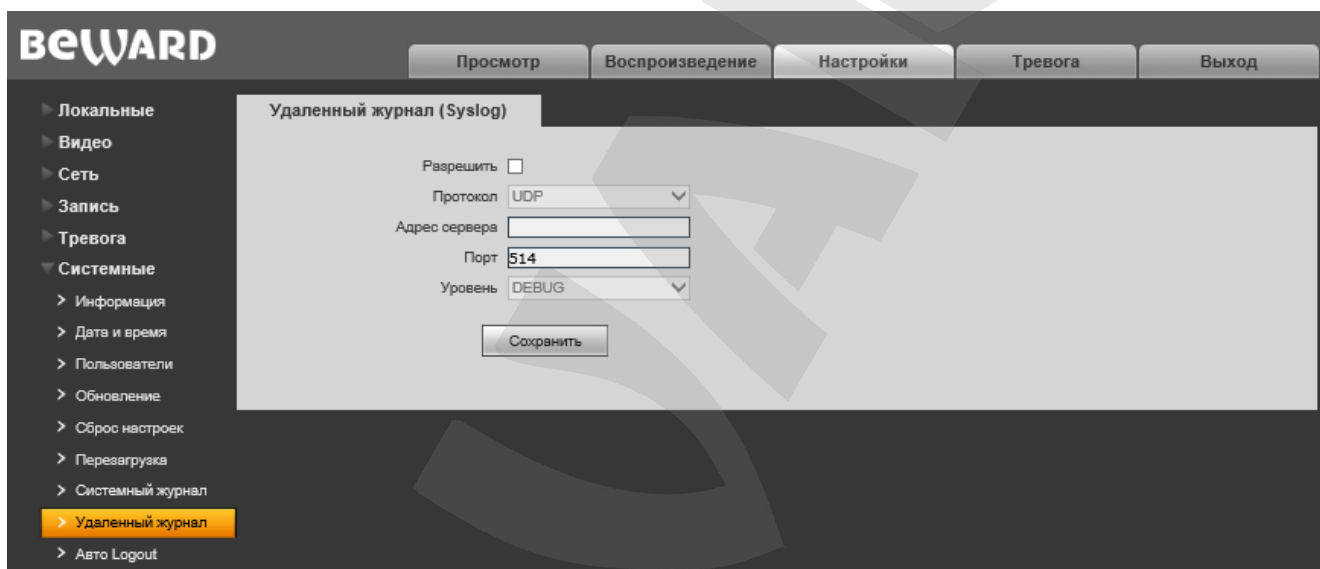 BEWARD
Просмотр Воспроизведение Настройки Тревога Выход
Локальные
Видео
Сеть
Запись
Тревога
Системные
Информация
Дата и время
Пользователи
Обновление
Сброс настроек
Перезагрузка
Системный журнал
Удаленный журнал
Авто Logout
Удаленный журнал (Syslog)
Разрешить
Протокол UDP
Адрес сервера
Порт 514
Уровень DEBUG
Сохранить